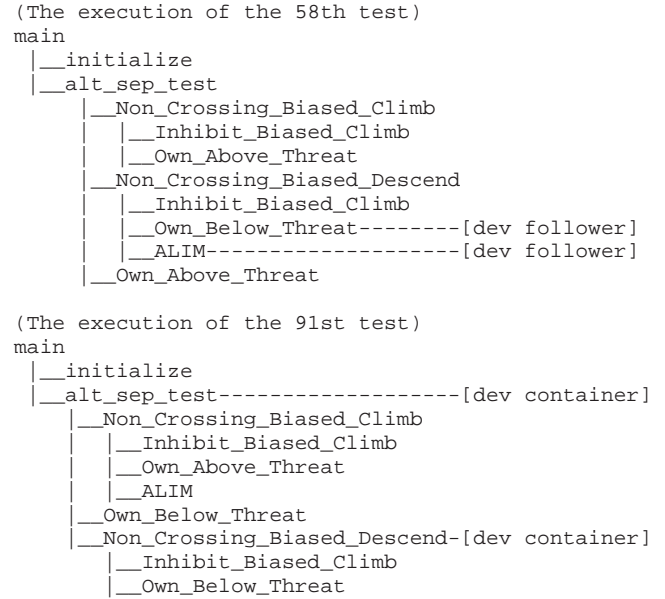 (The execution of the 58th test)
main
 |__initialize
 |__alt_sep_test
     |__Non_Crossing_Biased_Climb
     |  |__Inhibit_Biased_Climb
     |  |__Own_Above_Threat
     |__Non_Crossing_Biased_Descend
     |  |__Inhibit_Biased_Climb
     |  |__Own_Below_Threat--------[dev follower]
     |  |__ALIM--------------------[dev follower]
     |__Own_Above_Threat
(The execution of the 91st test)
main
 |__initialize
 |__alt_sep_test-------------------[dev container]
    |__Non_Crossing_Biased_Climb
    |  |__Inhibit_Biased_Climb
    |  |__Own_Above_Threat
    |  |__ALIM
    |__Own_Below_Threat
    |__Non_Crossing_Biased_Descend-[dev container]
       |__Inhibit_Biased_Climb
       |__Own_Below_Threat